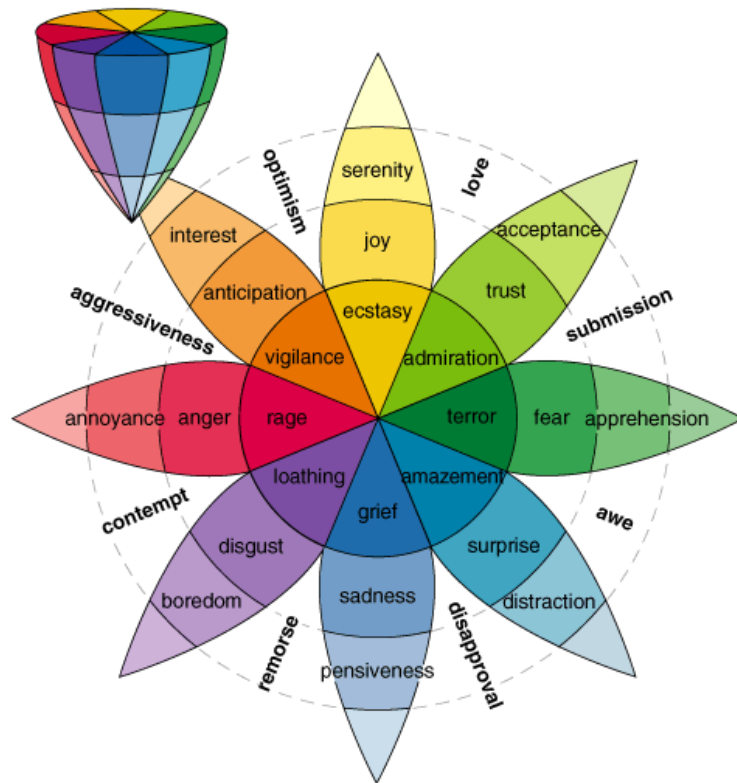 optimism
serenity
love
interest
joy
acceptance
anticipation
trust
aggressiveness
ecstasy
submission
vigilance
admiration
annoyance
anger
rage
terror
fear
apprehension
loathing
amazement
contempt
grief
awe
disgust
surprise
boredom
sadness
distraction
remorse
pensiveness
disapproval